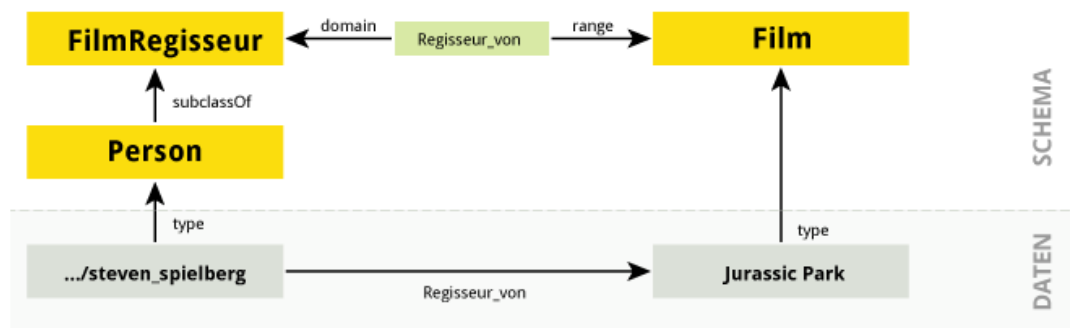 FilmRegisseur
domain
Regisseur_von
range
Film
subclassOf
Person
SCHEMA
type
type
.../steven_spielberg
Regisseur_von
Jurassic Park
DATEN